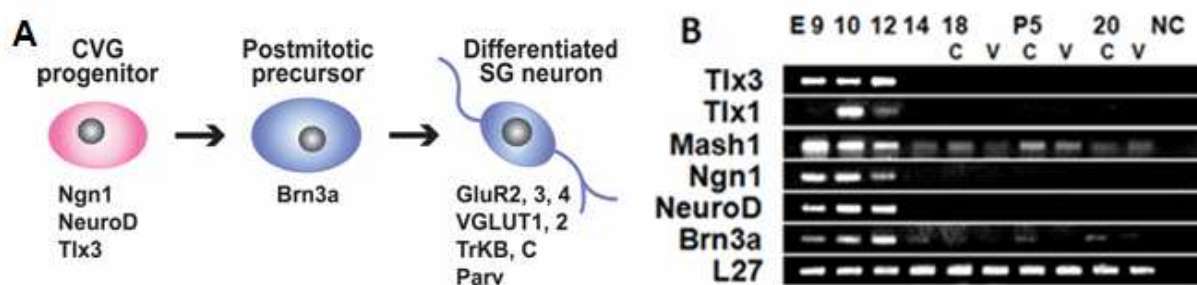 A
CVG
progenitor
Postmitotic
precursor
Differentiated
SG neuron
Ngn1
NeuroD
Tlx3
Brn3a
GluR2, 3, 4
VGLUT1, 2
TrKB, C
Parv
B
E 9 10 12 14 18 P5 20 NC
C V C V C V
Tlx3
Tlx1
Mash1
Ngn1
NeuroD
Brn3a
L27